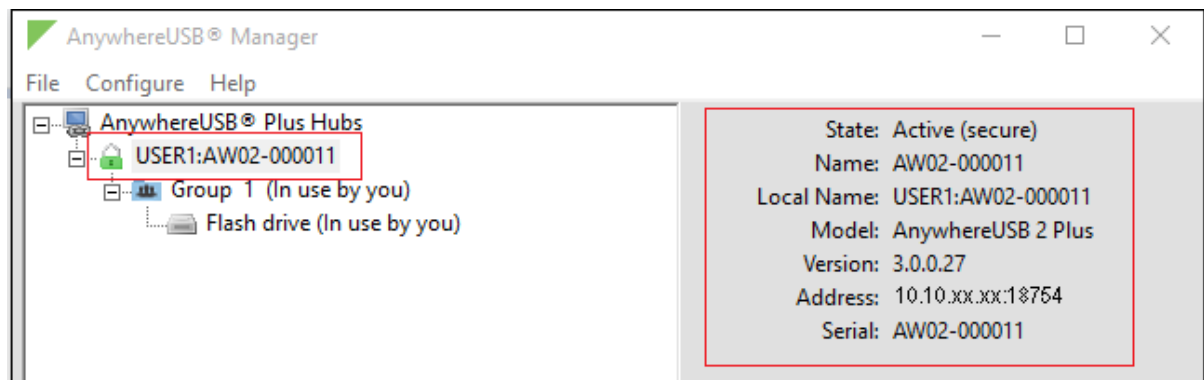 AnywhereUSB® Manager
File Configure Help
AnywhereUSB® Plus Hubs
USER1:AW02-000011
Group 1 (In use by you)
Flash drive (In use by you)
State: Active (secure)
Name: AW02-000011
Local Name: USER1:AW02-000011
Model: AnywhereUSB 2 Plus
Version: 3.0.0.27
Address: 10.10.xx.xx:18754
Serial: AW02-000011